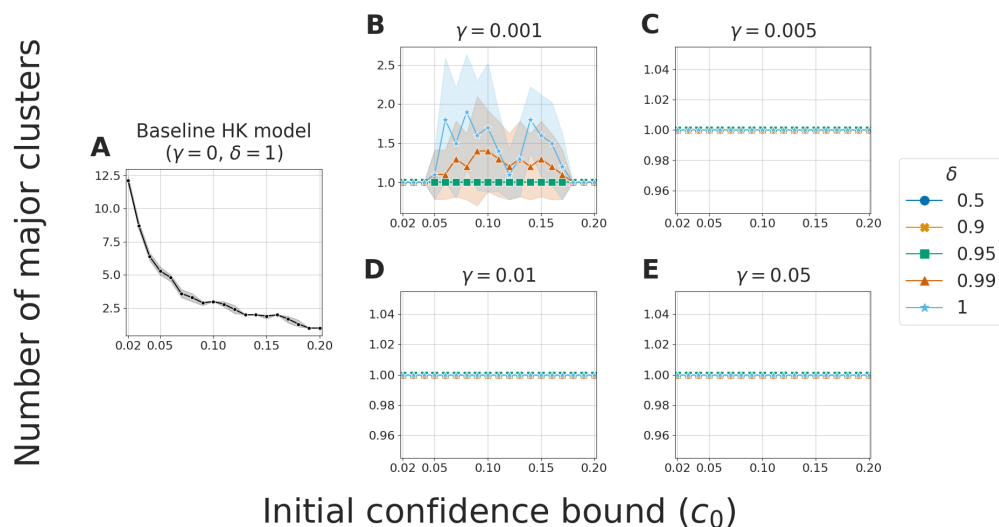 Number of major clusters
A
Baseline HK model
(γ = 0, δ = 1)
12.5
10.0
7.5
5.0
2.5
0.02 0.05 0.10 0.15 0.20
B
γ = 0.001
2.5
2.0
1.5
1.0
0.02 0.05 0.10 0.15 0.20
C
γ = 0.005
1.04
1.02
1.00
0.98
0.96
0.02 0.05 0.10 0.15 0.20
D
γ = 0.01
1.04
1.02
1.00
0.98
0.96
0.02 0.05 0.10 0.15 0.20
E
γ = 0.05
1.04
1.02
1.00
0.98
0.96
0.02 0.05 0.10 0.15 0.20
δ
0.5
0.9
0.95
0.99
1
Initial confidence bound (c₀)